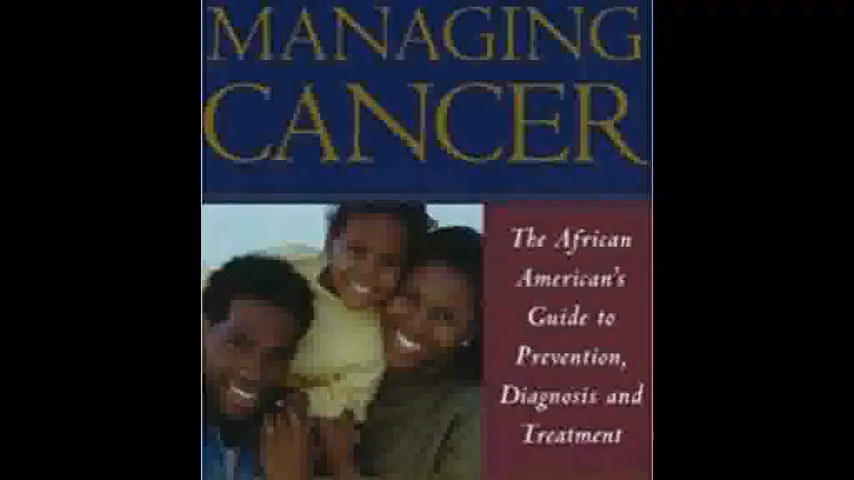 MANAGING
CANCER
The African
American's
Guide to
Prevention,
Diagnosis and
Treatment